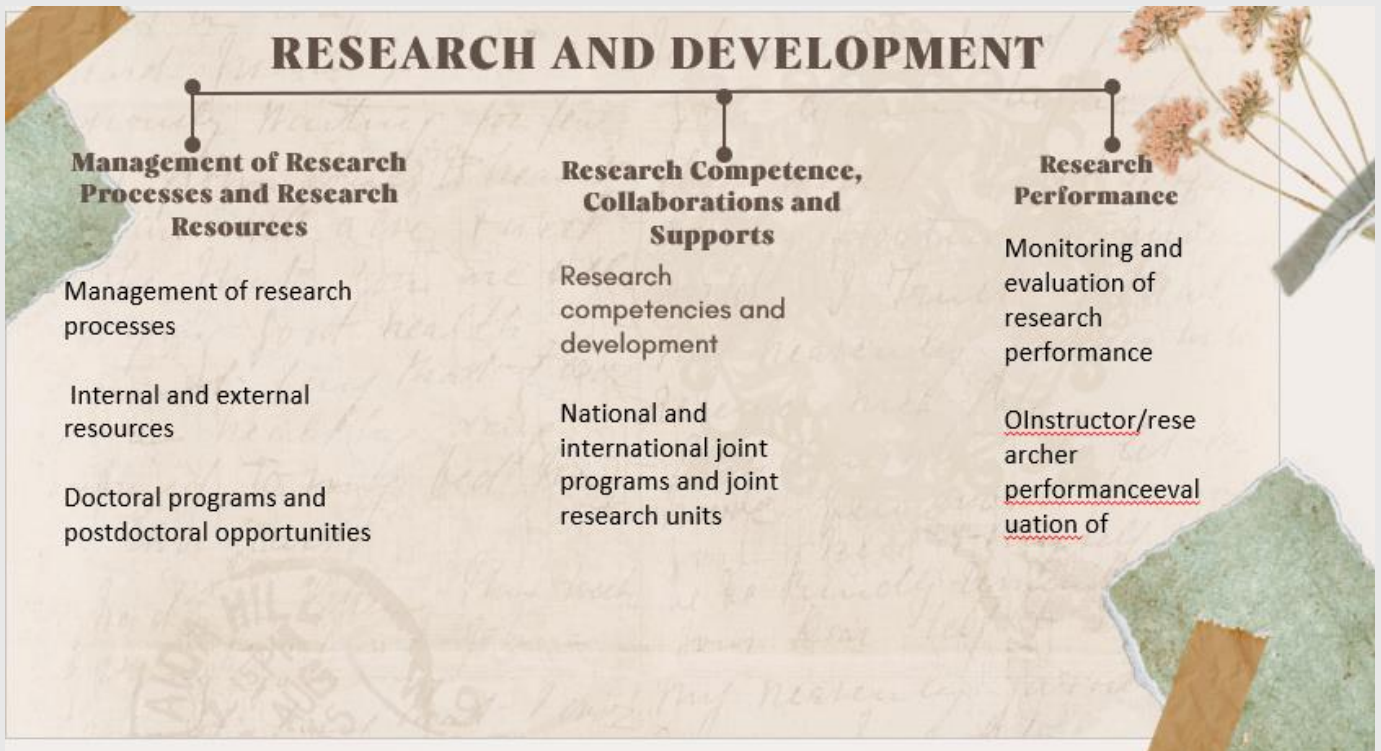 RESEARCH AND DEVELOPMENT
Management of Research
Processes and Research
Resources
Management of research
processes
Internal and external
resources
Doctoral programs and
postdoctoral opportunities
Research Competence,
Collaborations and
Supports
Research
competencies and
development
National and
international joint
programs and joint
research units
Research
Performance
Monitoring and
evaluation of
research
performance
OInstructor/rese
archer
performanceeval
uation of